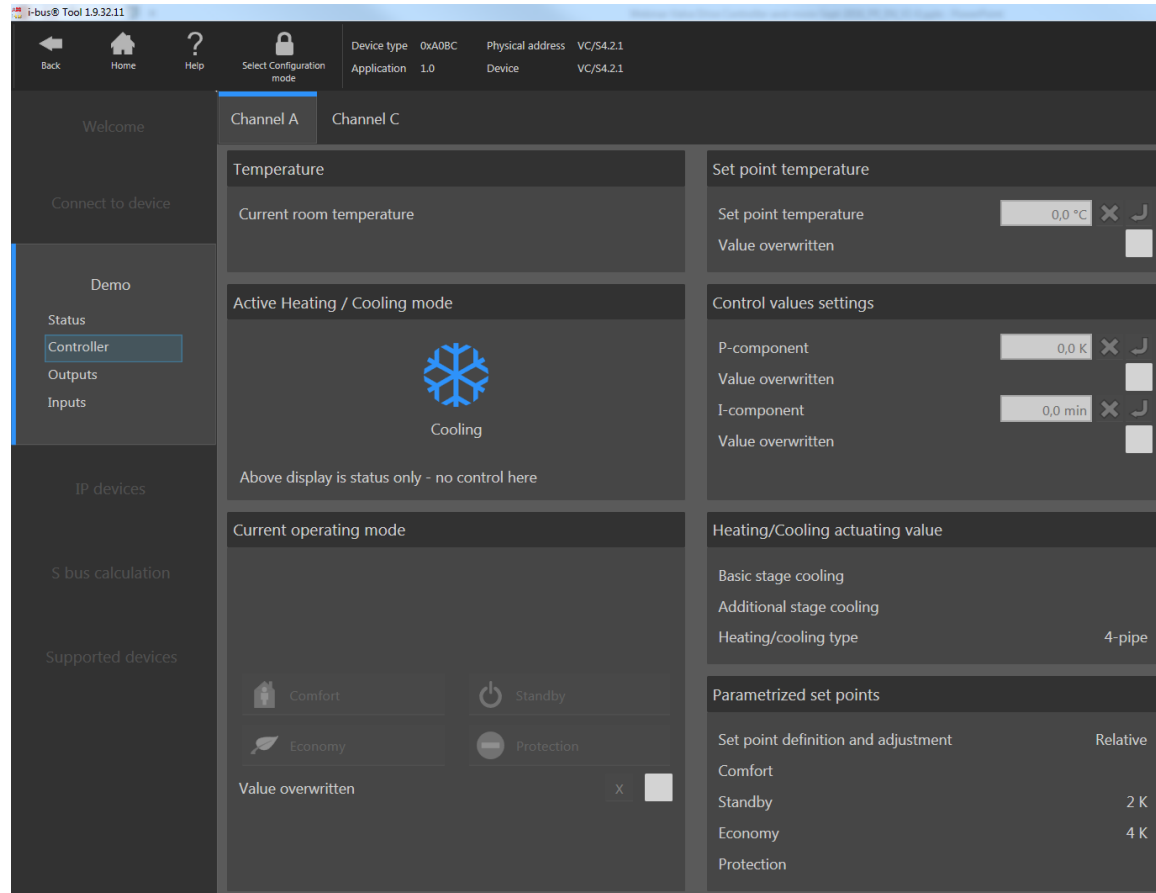 i-bus® Tool 1.9.32.11
Back
Home
Help
Select Configuration
mode
Device type 0xA0BC Physical address VC/S4.2.1
Application 1.0 Device VC/S4.2.1
Welcome
Connect to device
Demo
Status
Controller
Outputs
Inputs
IP devices
S bus calculation
Supported devices
Channel A
Channel C
Temperature
Current room temperature
Active Heating / Cooling mode
Cooling
Above display is status only - no control here
Current operating mode
Comfort
Standby
Economy
Protection
Value overwritten X
Set point temperature
Set point temperature 0,0 °C
Value overwritten
Control values settings
P-component 0,0 K
Value overwritten
I-component 0,0 min
Value overwritten
Heating/Cooling actuating value
Basic stage cooling
Additional stage cooling
Heating/cooling type 4-pipe
Parametrized set points
Set point definition and adjustment Relative
Comfort
Standby 2 K
Economy 4 K
Protection